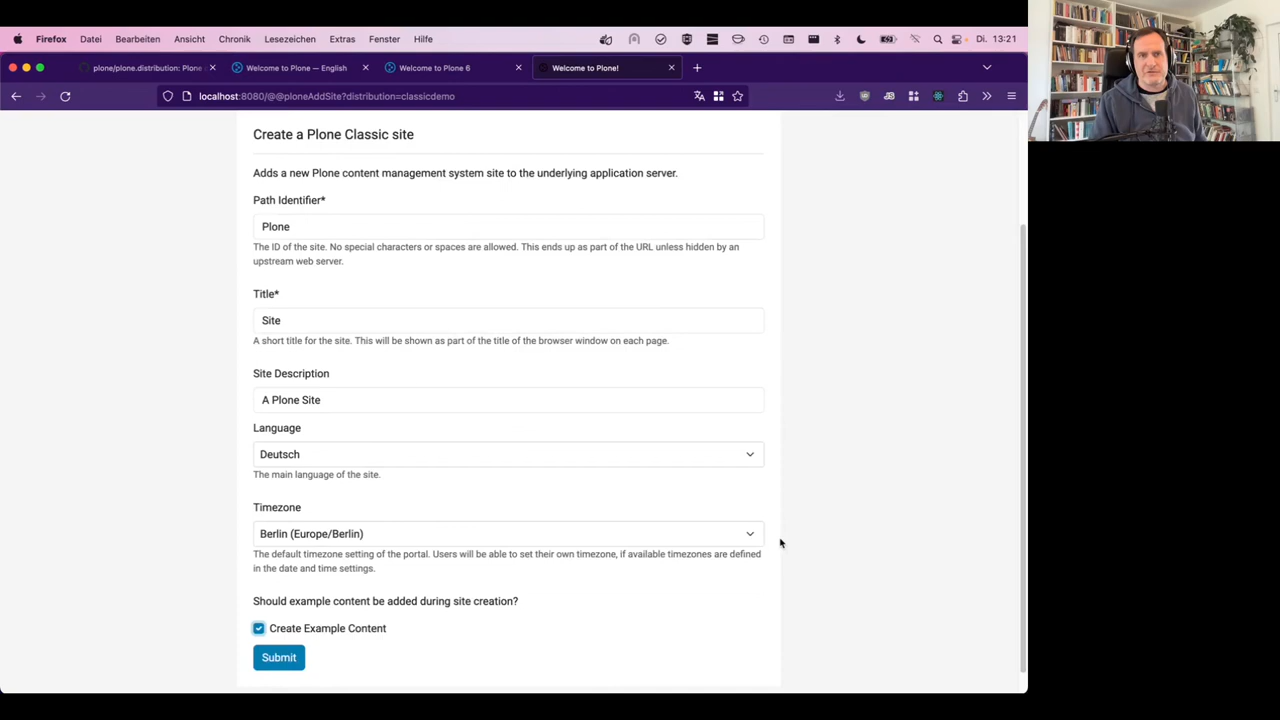 Firefox Datei Bearbeiten Ansicht Chronik Lesezeichen Extras Fenster Hilfe Di. 13:21
plone/plone.distribution: Plone Welcome to Plone — English Welcome to Plone 6 Welcome to Plone!
localhost:8080/@@ploneAddSite?distribution=classicdemo
Create a Plone Classic site
Adds a new Plone content management system site to the underlying application server.
Path Identifier*
Plone
The ID of the site. No special characters or spaces are allowed. This ends up as part of the URL unless hidden by an
upstream web server.
Title*
Site
A short title for the site. This will be shown as part of the title of the browser window on each page.
Site Description
A Plone Site
Language
Deutsch
The main language of the site.
Timezone
Berlin (Europe/Berlin)
The default timezone setting of the portal. Users will be able to set their own timezone, if available timezones are defined
in the date and time settings.
Should example content be added during site creation?
Create Example Content
Submit